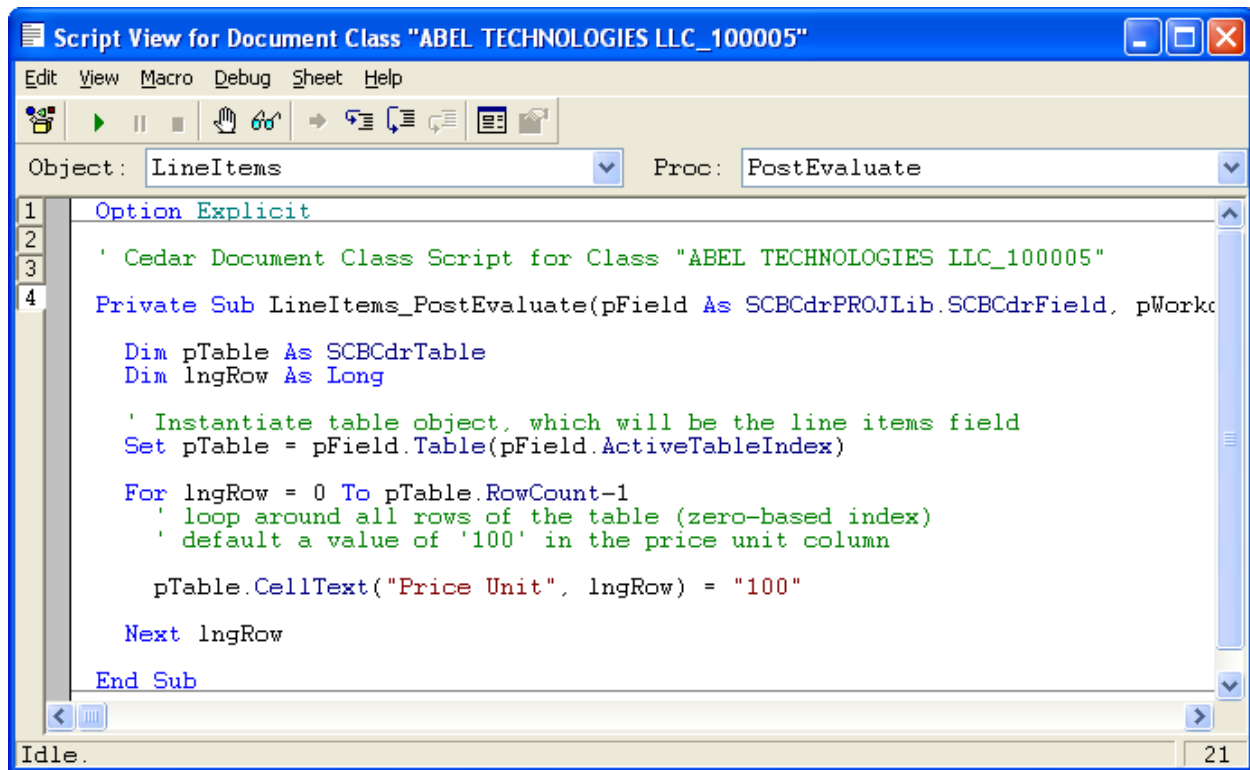 Script View for Document Class "ABEL TECHNOLOGIES LLC_100005"
Edit View Macro Debug Sheet Help
Object: LineItems Proc: PostEvaluate
1
2
3
4
Option Explicit
' Cedar Document Class Script for Class "ABEL TECHNOLOGIES LLC_100005"
Private Sub LineItems_PostEvaluate(pField As SCBCdrPROJLib.SCBCdrField, pWorkd
Dim pTable As SCBCdrTable
Dim lngRow As Long
' Instantiate table object, which will be the line items field
Set pTable = pField.Table(pField.ActiveTableIndex)
For lngRow = 0 To pTable.RowCount-1
' loop around all rows of the table (zero-based index)
' default a value of '100' in the price unit column
pTable.CellText("Price Unit", lngRow) = "100"
Next lngRow
End Sub
Idle. 21